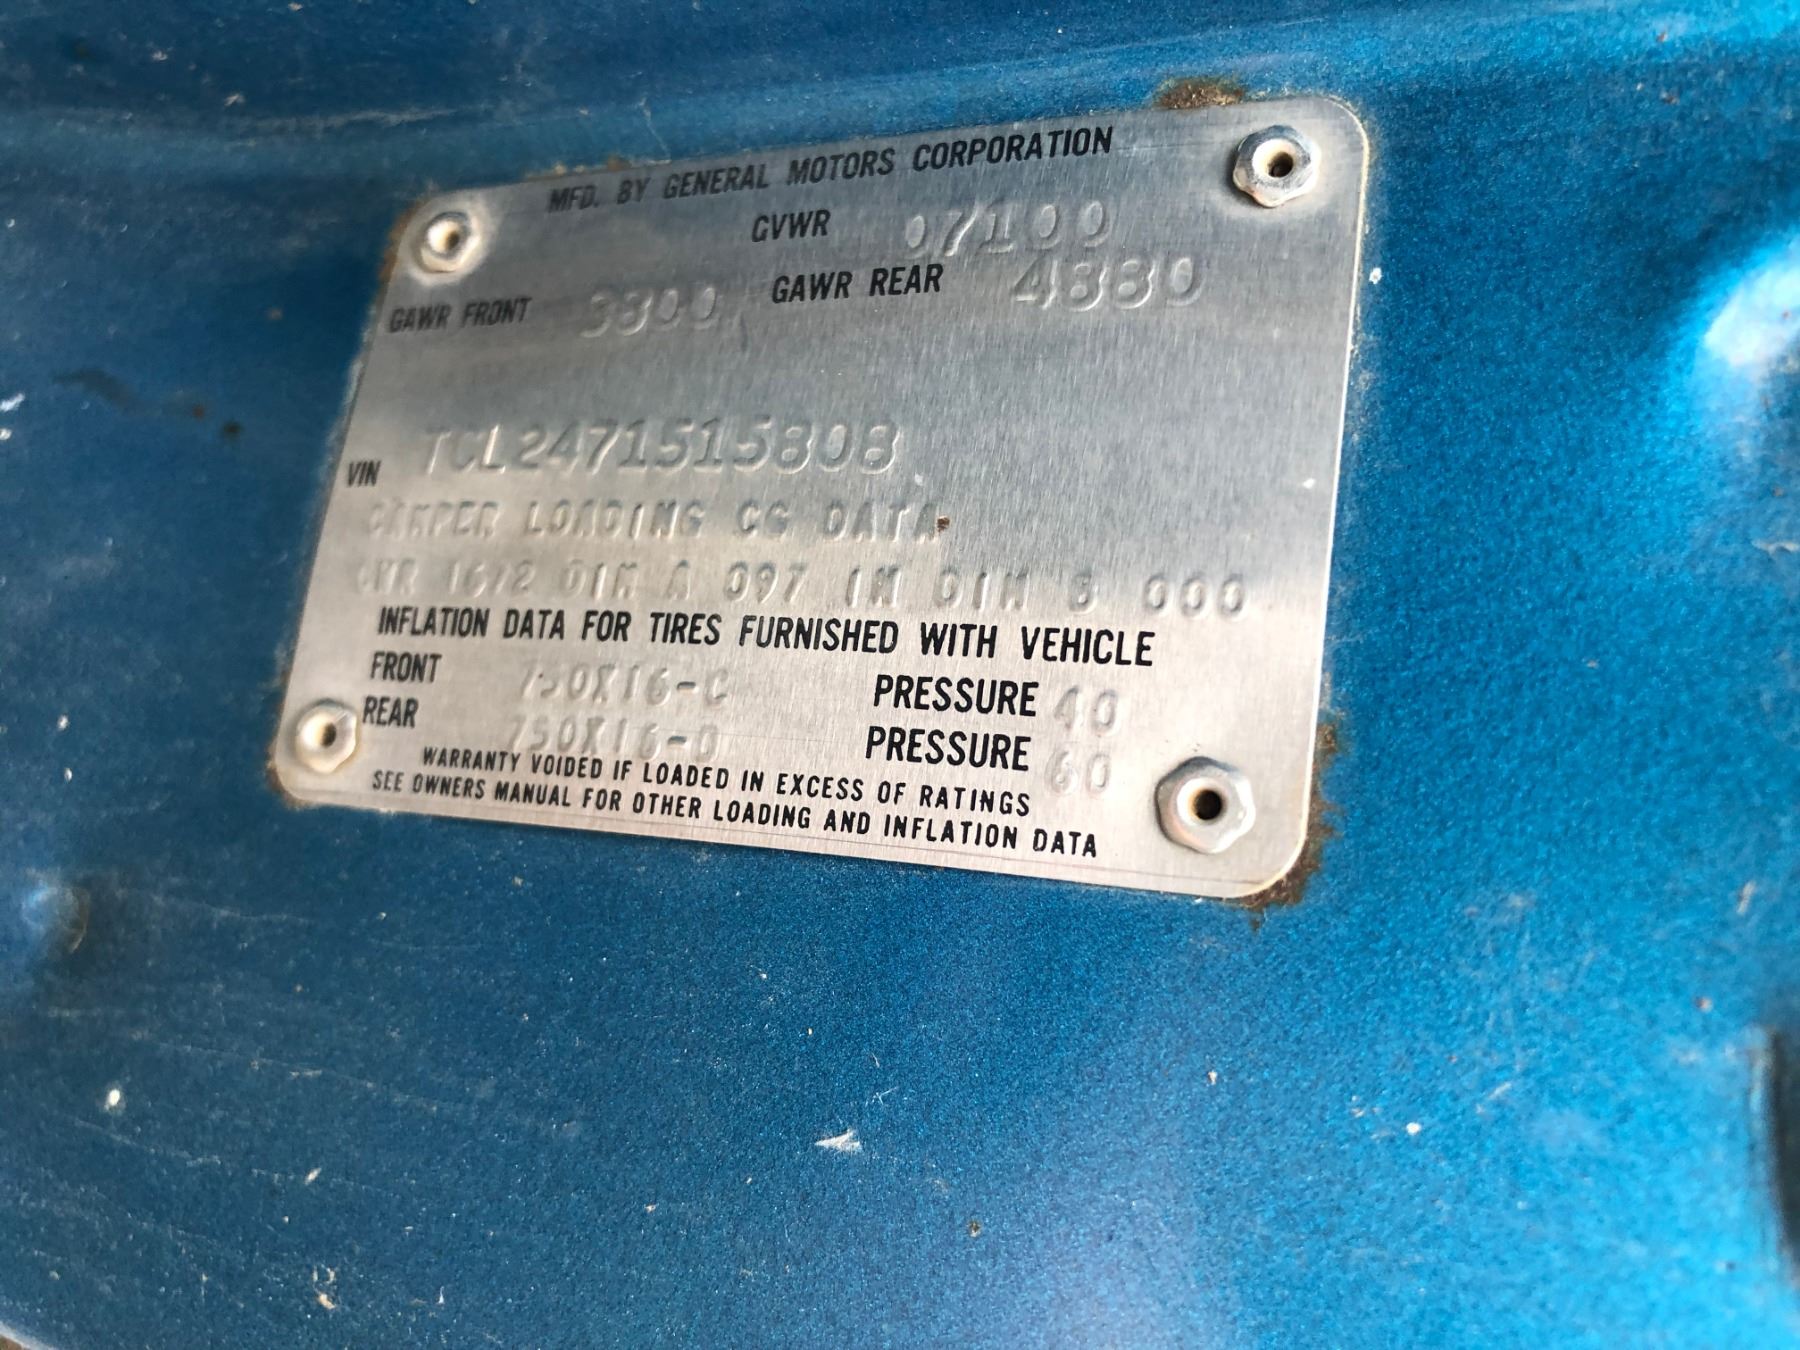 MFD. BY GENERAL MOTORS CORPORATION
GVWR 07100
GAWR FRONT 3800 GAWR REAR 4880
VIN TCL2471515808
CAMPER LOADING CG DATA
CWR 1672 DIM A 097 IN DIM B 000
INFLATION DATA FOR TIRES FURNISHED WITH VEHICLE
FRONT 750X16-C PRESSURE 40
REAR 750X16-D PRESSURE 60
WARRANTY VOIDED IF LOADED IN EXCESS OF RATINGS
SEE OWNERS MANUAL FOR OTHER LOADING AND INFLATION DATA